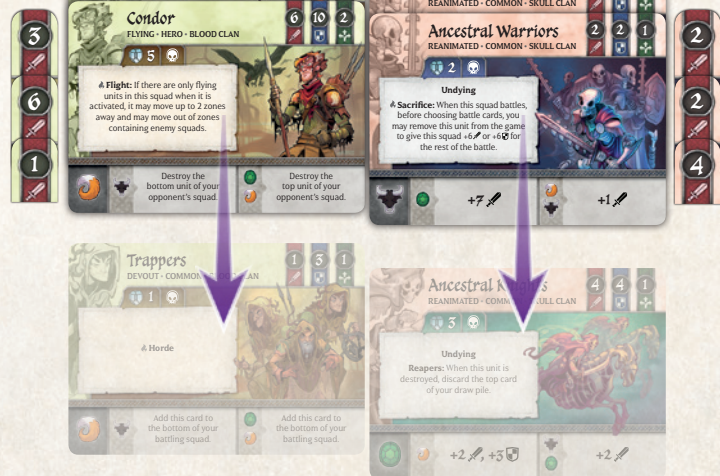 REANIMATED · COMMON · SKULL CLAN
Condor
FLYING · HERO · BLOOD CLAN
6 10 2
5
Flight: If there are only flying
units in this squad when it is
activated, it may move up to 2 zones
away and may move out of zones
containing enemy squads.
Destroy the
bottom unit of your
opponent's squad.
Destroy the
top unit of your
opponent's squad.
3
6
1
Ancestral Warriors
REANIMATED · COMMON · SKULL CLAN
2 2 1
2
Undying
Sacrifice: When this squad battles,
before choosing battle cards, you
may remove this unit from the game
to give this squad +6 or +6 for
the rest of the battle.
+7
+1
2
2
4
Trappers
DEVOUT · COMMON CLAN
1 3 1
1
Horde
Add this card to
the bottom of your
battling squad.
Add this card to
the bottom of your
battling squad.
Ancestral
REANIMATED · COMM SKULL CLAN
4 4 1
3
Undying
Reapers: When this unit is
destroyed, discard the top card
of your draw pile.
+2 , +3
+2